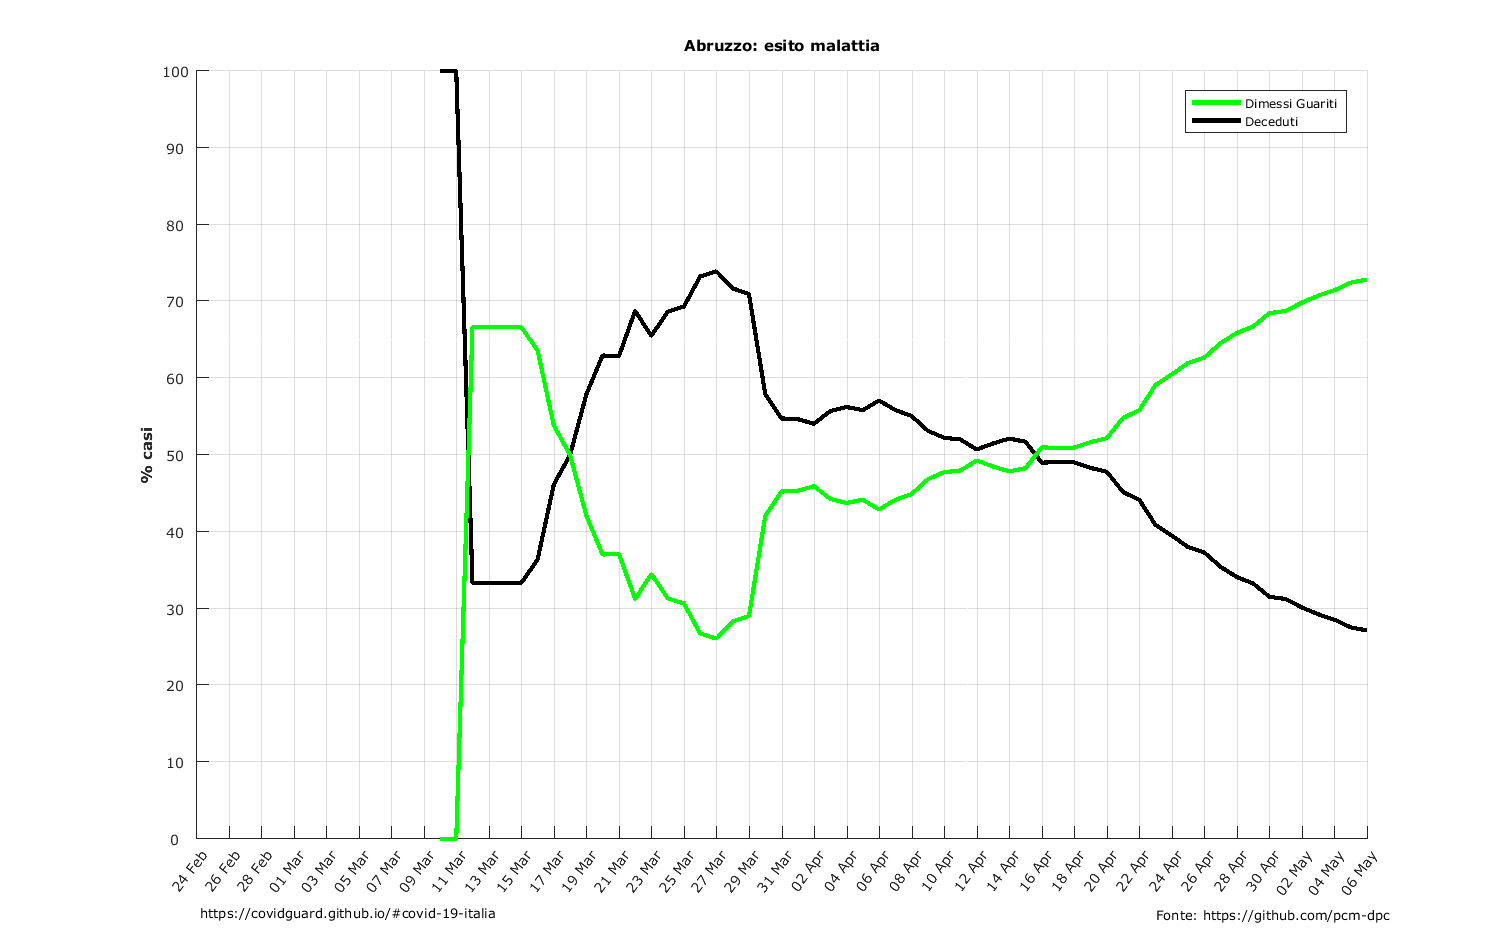 Abruzzo: esito malattia
100
90
80
70
60
50
40
30
20
10
0
% casi
Dimessi Guariti
Deceduti
24 Feb
26 Feb
28 Feb
01 Mar
03 Mar
05 Mar
07 Mar
09 Mar
11 Mar
13 Mar
15 Mar
17 Mar
19 Mar
21 Mar
23 Mar
25 Mar
27 Mar
29 Mar
31 Mar
02 Apr
04 Apr
06 Apr
08 Apr
10 Apr
12 Apr
14 Apr
16 Apr
18 Apr
20 Apr
22 Apr
24 Apr
26 Apr
28 Apr
30 Apr
02 May
04 May
06 May
https://covidguard.github.io/#covid-19-italia
Fonte: https://github.com/pcm-dpc